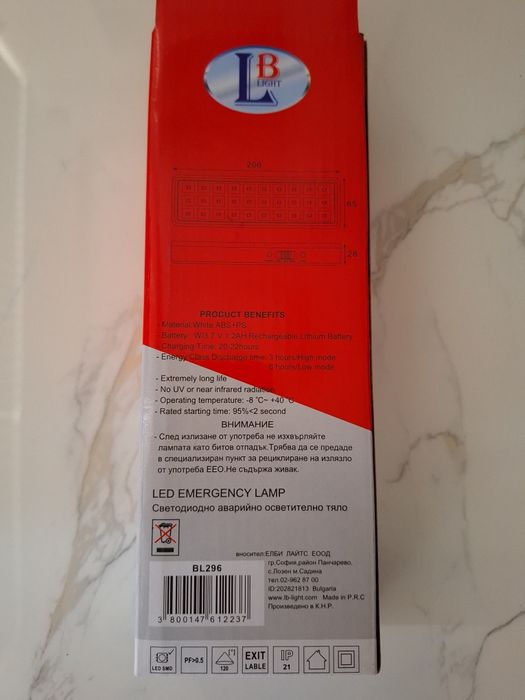 LB
LIGHT
260
85
28
PRODUCT BENEFITS
- Material:White ABS+PS
- Battery: W/3.7 V 1.2AH Rechargeable Lithium Battery
- Charging Time: 20-22hours
- Energy Class Discharge time: 3 hours/High mode
6 hours/Low mode
- Extremely long life
- No UV or near infrared radiation
- Operating temperature: -8 °C~ +40 °C
- Rated starting time: 95%<2 second
ВНИМАНИЕ
- След излизане от употреба не изхвърляйте
лампата като битов отпадък.Трябва да се предаде
в специализиран пункт за рециклиране на излязло
от употреба ЕЕО.Не съдържа живак.
LED EMERGENCY LAMP
Светодиодно аварийно осветително тяло
BL296
3 800147 612237
вносител:ЕЛБИ ЛАЙТС ЕООД
гр.София,район Панчарево,
с.Лозен м.Садина
тел.02-962 87 00
ID:202821813 Bulgaria
www.lb-light.com Made in P.R.C
Произведено в К.Н.Р.
LED SMD
PF>0.5
(°)
120
EXIT
LABLE
IP
21